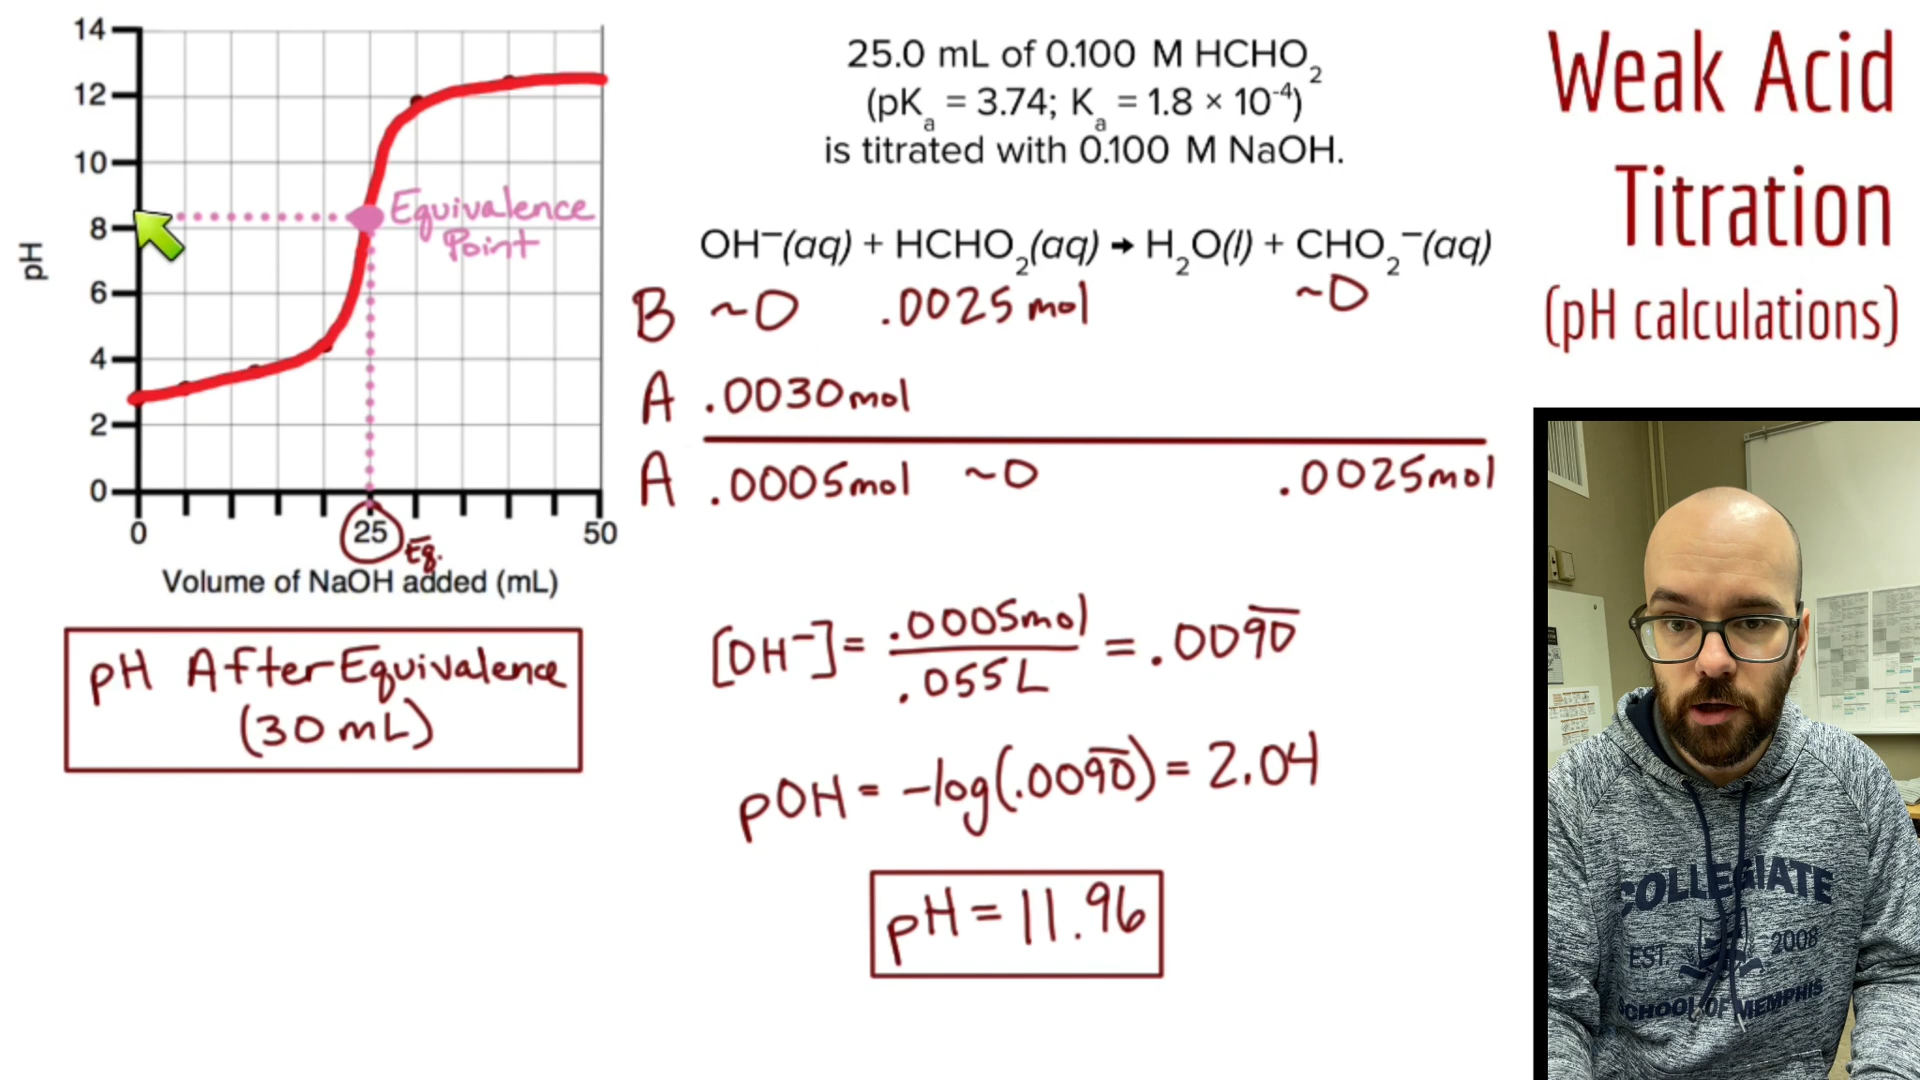 14
12
10
8
6
4
2
0
pH
Equivalence
Point
0 25 50
Eq.
Volume of NaOH added (mL)
pH After Equivalence
(30 mL)
25.0 mL of 0.100 M HCHO₂
(pKₐ = 3.74; Kₐ = 1.8 × 10⁻⁴)
is titrated with 0.100 M NaOH.
OH⁻(aq) + HCHO₂(aq) → H₂O(l) + CHO₂⁻(aq)
B ~0 .0025 mol ~0
A .0030 mol
A .0005 mol ~0 .0025 mol
[OH⁻] = .0005 mol / .055 L = .009̅0̅
pOH = -log(.009̅0̅) = 2.04
pH = 11.96
Weak Acid
Titration
(pH calculations)
COLLEGIATE
EST. 2008
SCHOOL OF MEMPHIS